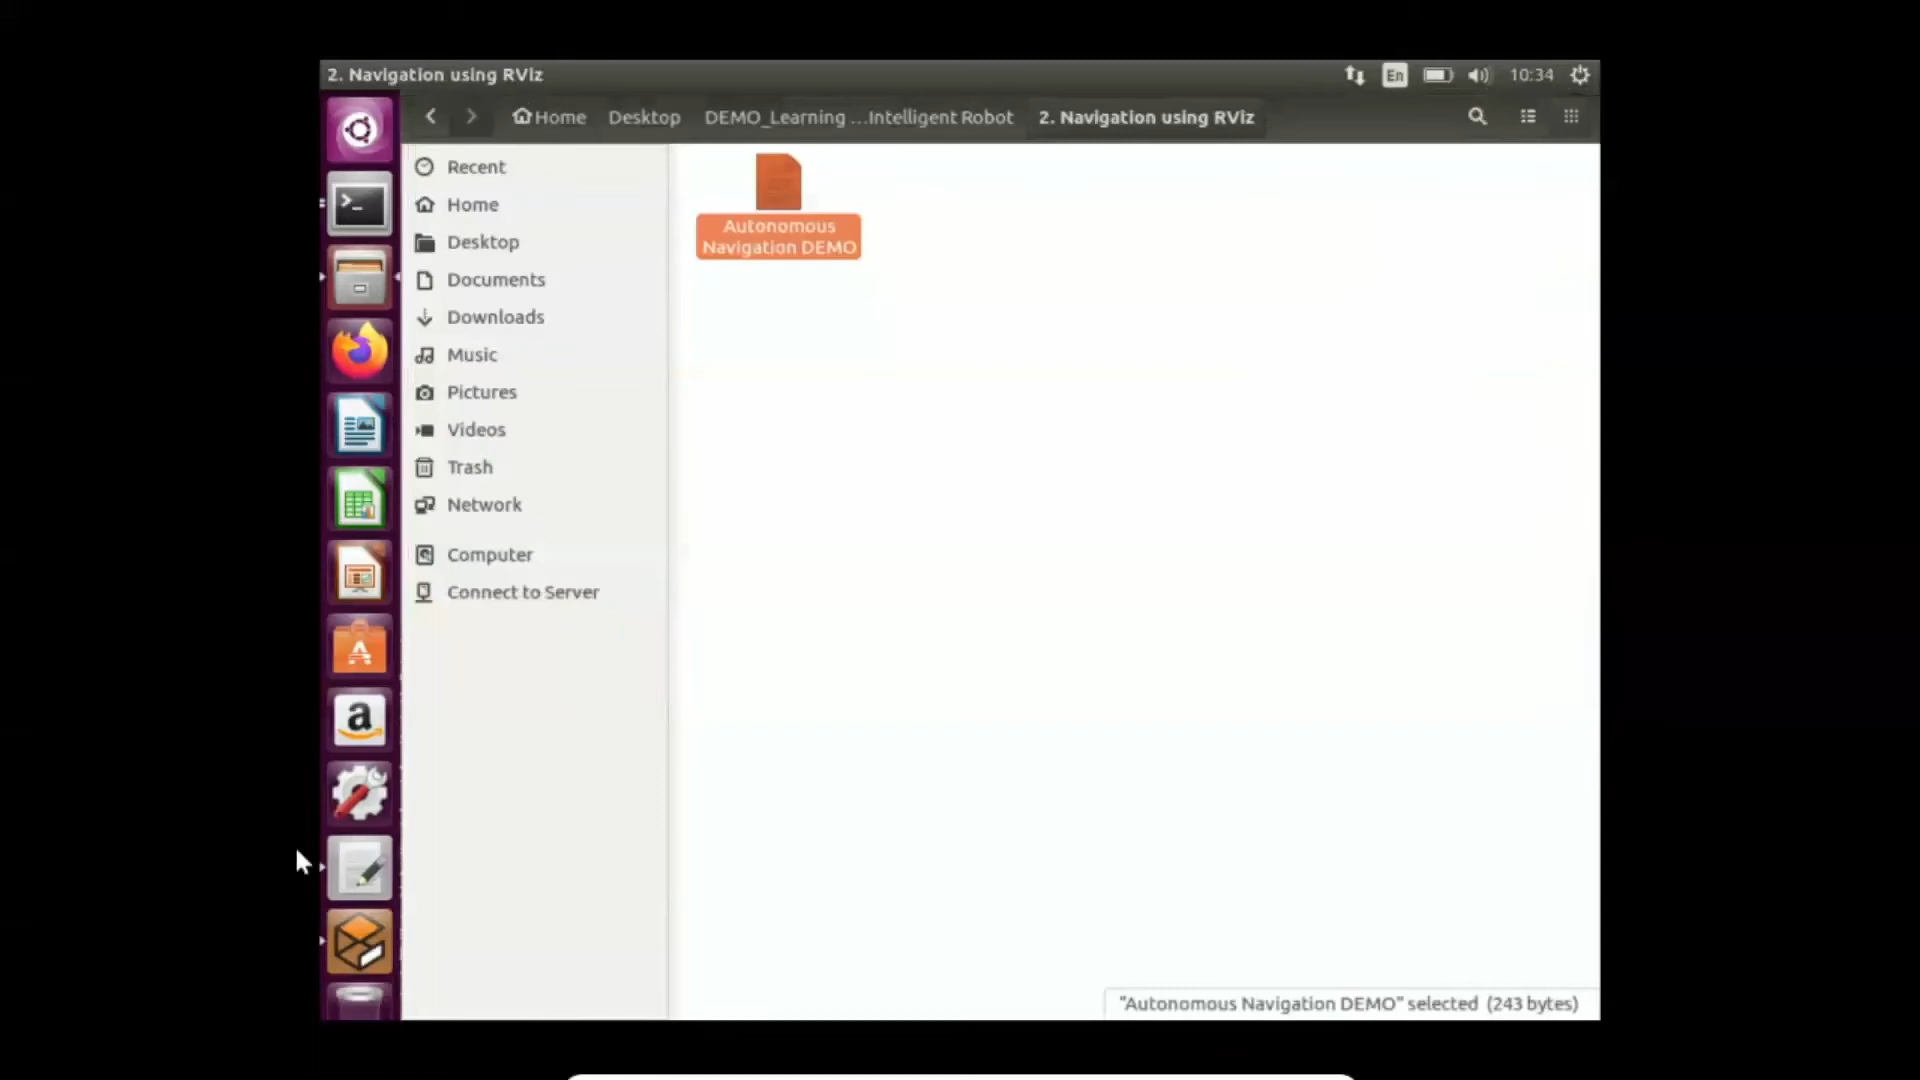 2. Navigation using RViz
En
10:34
Home
Desktop
DEMO_Learning ...Intelligent Robot
2. Navigation using RViz
Recent
Home
Desktop
Documents
Downloads
Music
Pictures
Videos
Trash
Network
Computer
Connect to Server
Autonomous
Navigation DEMO
"Autonomous Navigation DEMO" selected (243 bytes)